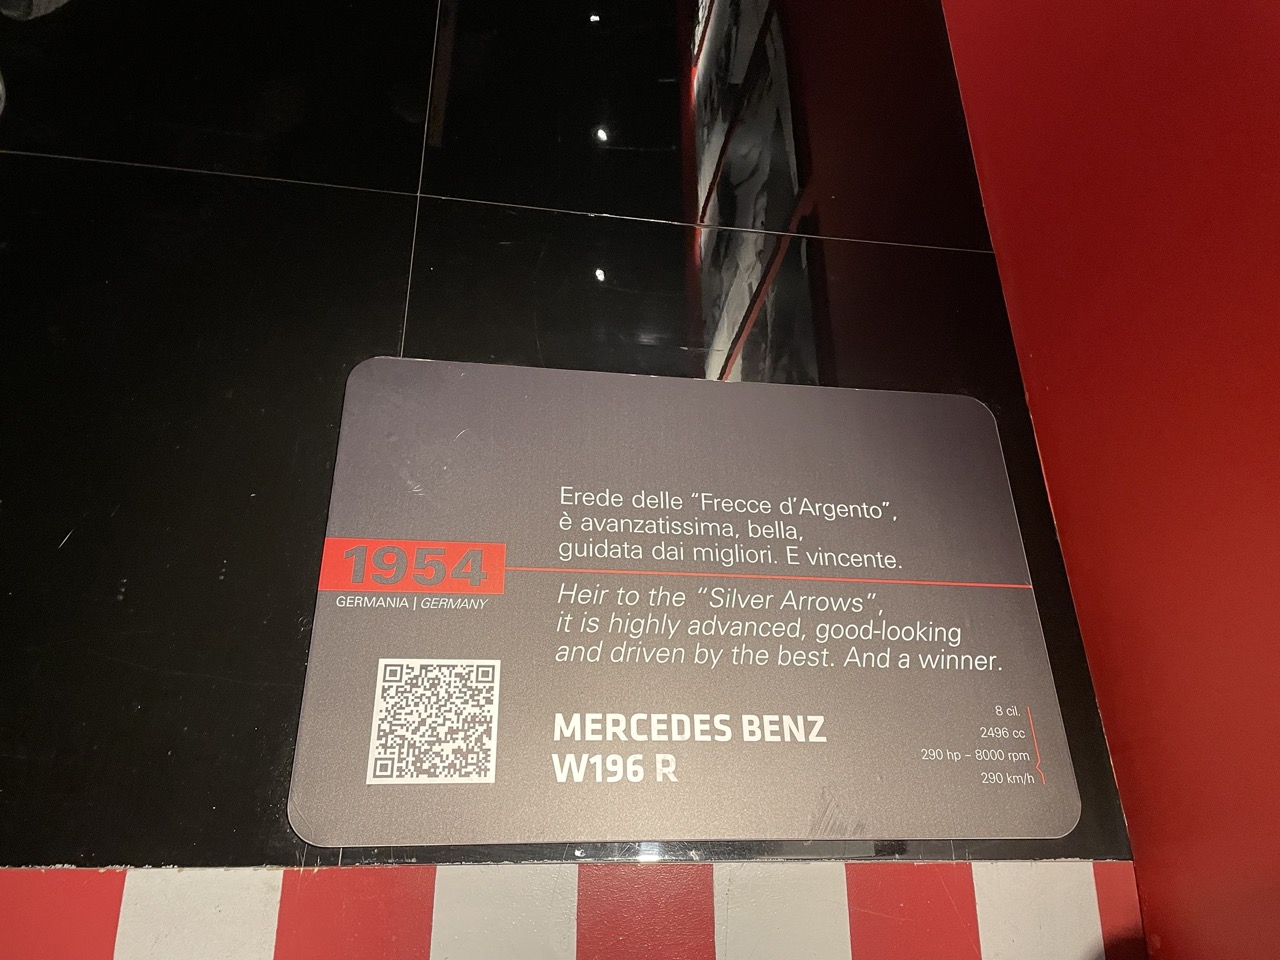 Erede delle “Frecce d’Argento”,
è avanzatissima, bella,
guidata dai migliori. E vincente.
1954
GERMANIA | GERMANY
Heir to the “Silver Arrows”,
it is highly advanced, good-looking
and driven by the best. And a winner.
MERCEDES BENZ
W196 R
8 cil.
2496 cc
290 hp – 8000 rpm
290 km/h